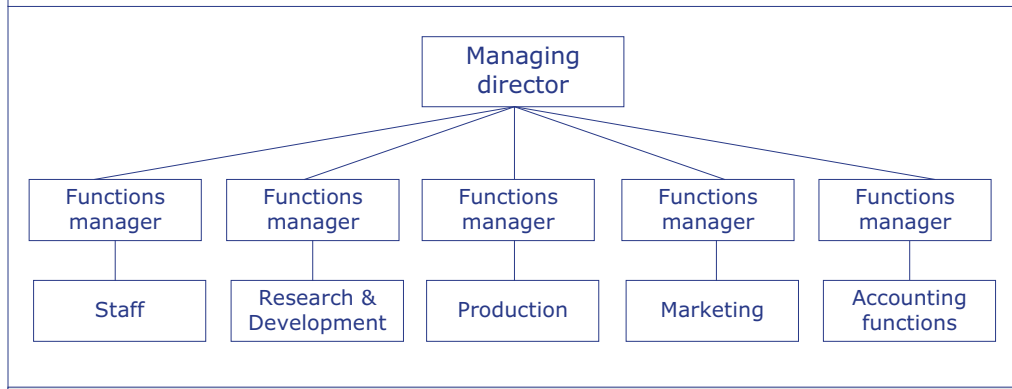 Managing
director
Functions
manager
Functions
manager
Functions
manager
Functions
manager
Functions
manager
Staff
Research &
Development
Production
Marketing
Accounting
functions